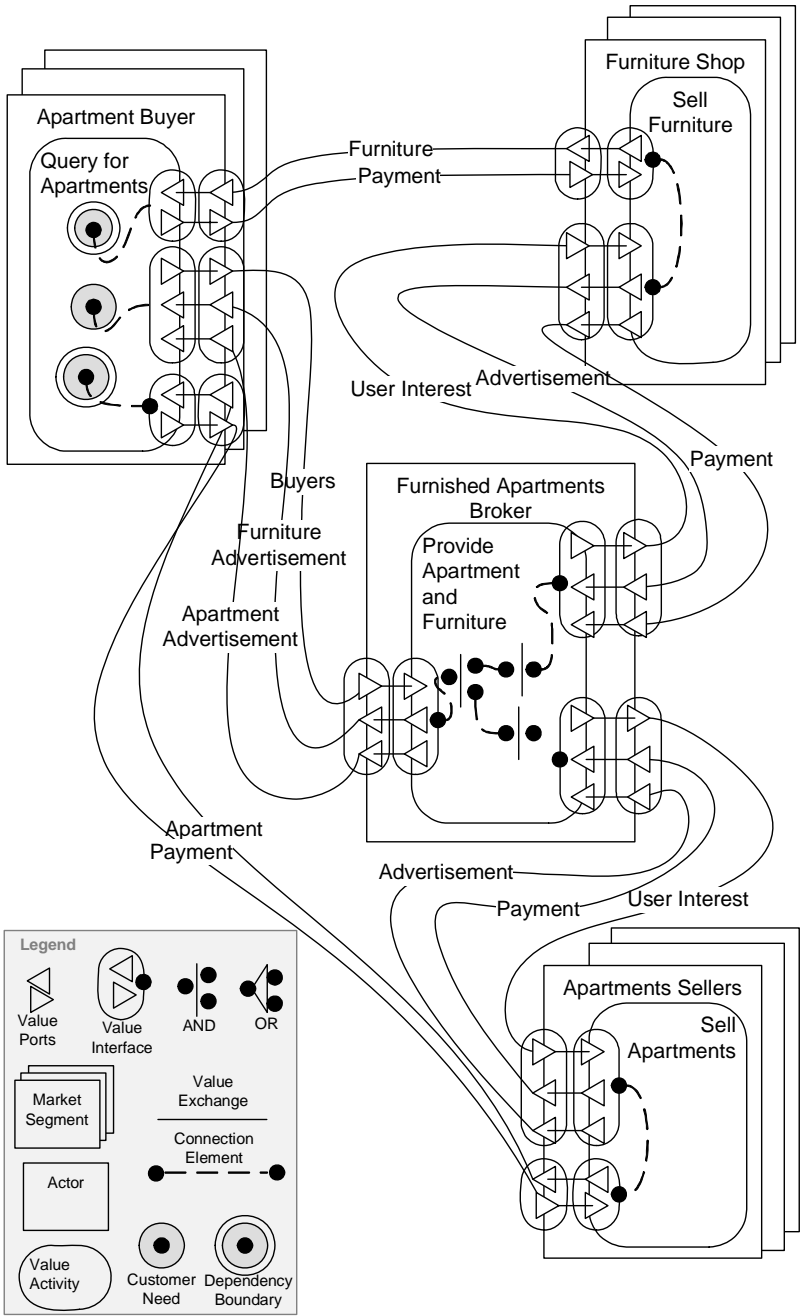 Furniture Shop
Sell
Furniture
Apartment Buyer
Query for
Apartments
Furniture
Payment
User Interest
Advertisement
Payment
Buyers
Furniture
Advertisement
Apartment
Advertisement
Furnished Apartments
Broker
Provide
Apartment
and
Furniture
Apartment
Payment
Advertisement
Payment
User Interest
Apartments Sellers
Sell
Apartments
Legend
Value
Ports
Value
Interface
AND
OR
Market
Segment
Value
Exchange
Connection
Element
Actor
Value
Activity
Customer
Need
Dependency
Boundary